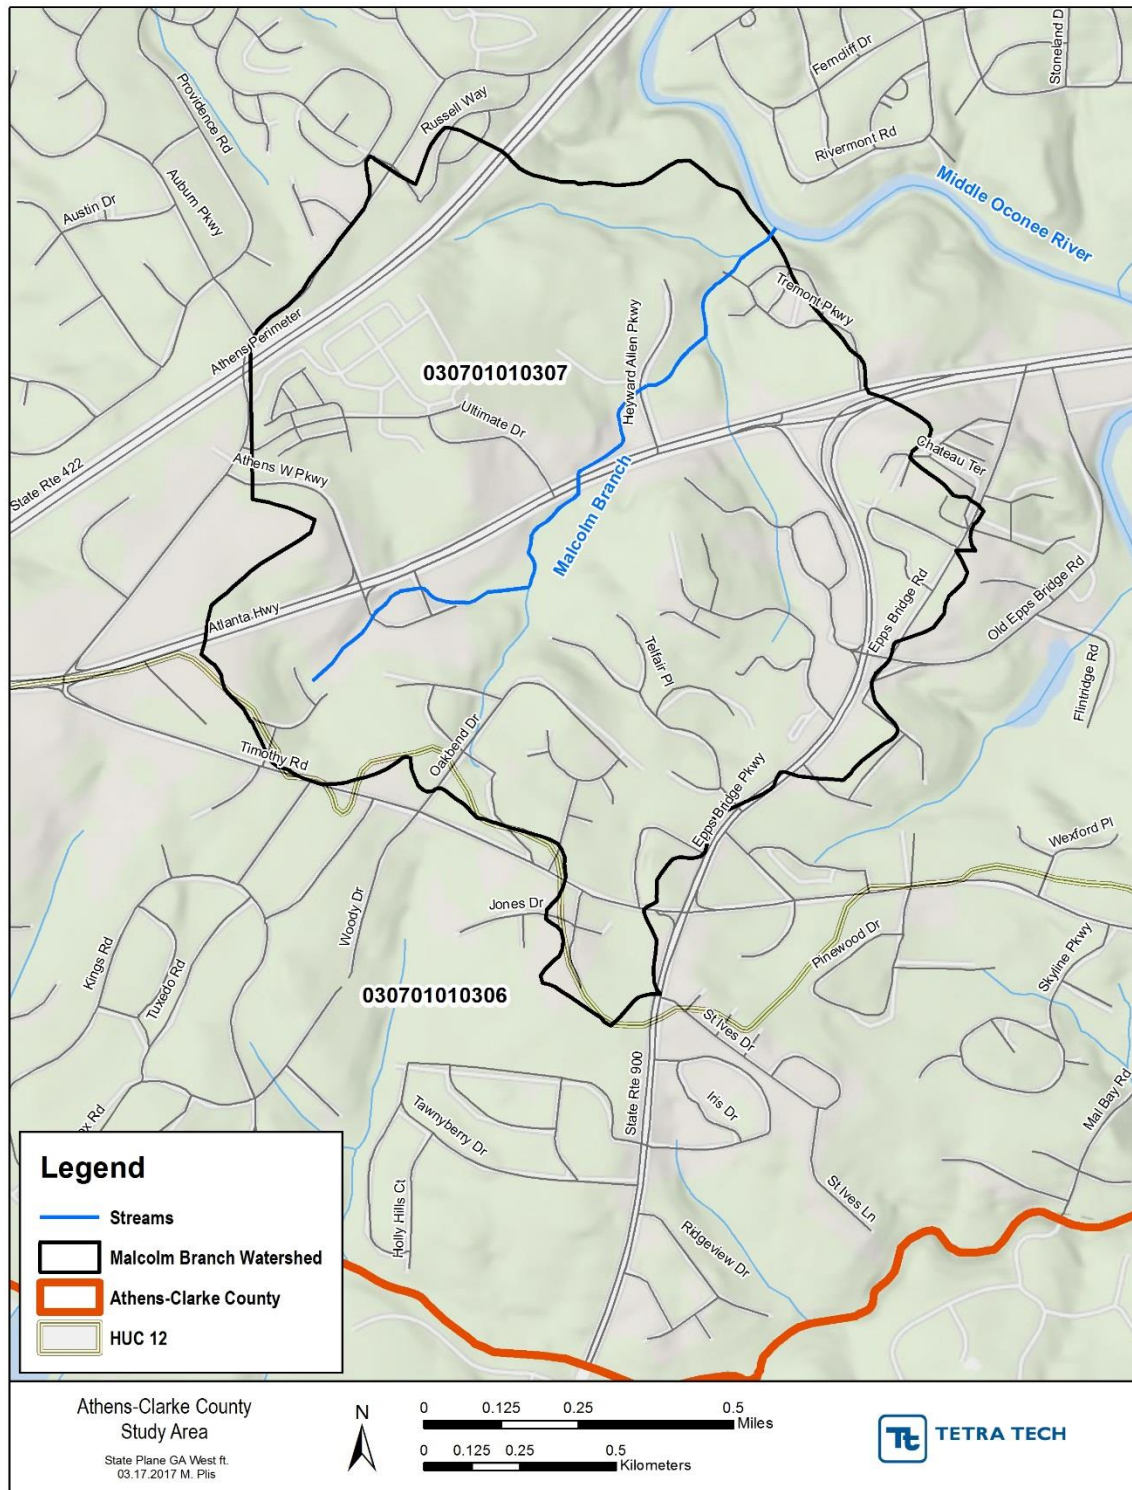 Ferncliff Dr
Stoneland D
Providence Rd
Russell Way
Rivermont Rd
Auburn Pkwy
Austin Dr
Middle Oconee River
Tremont Pkwy
Athens Perimeter
Heyward Allen Pkwy
030701010307
Ultimate Dr
Chateau Ter
Athens W Pkwy
State Rte 422
Malcolm Branch
Epps Bridge Rd
Old Epps Bridge Rd
Atlanta Hwy
Telfair Pl
Flintridge Rd
Oakbend Dr
Timothy Rd
Epps Bridge Pkwy
Wexford Pl
Woody Dr
Jones Dr
Kings Rd
Tuxedo Rd
Pinewood Dr
Skyline Pkwy
030701010306
St Ives Dr
State Rte 900
Iris Dr
Mal Bay Rd
Tawnyberry Dr
ex Rd
Holly Hills Ct
St Ives Ln
Ridgeview Dr
Legend
Streams
Malcolm Branch Watershed
Athens-Clarke County
HUC 12
Athens-Clarke County
Study Area
State Plane GA West ft.
03.17.2017 M. Plis
N
0 0.125 0.25 0.5
Miles
0 0.125 0.25 0.5
Kilometers
Tt TETRA TECH